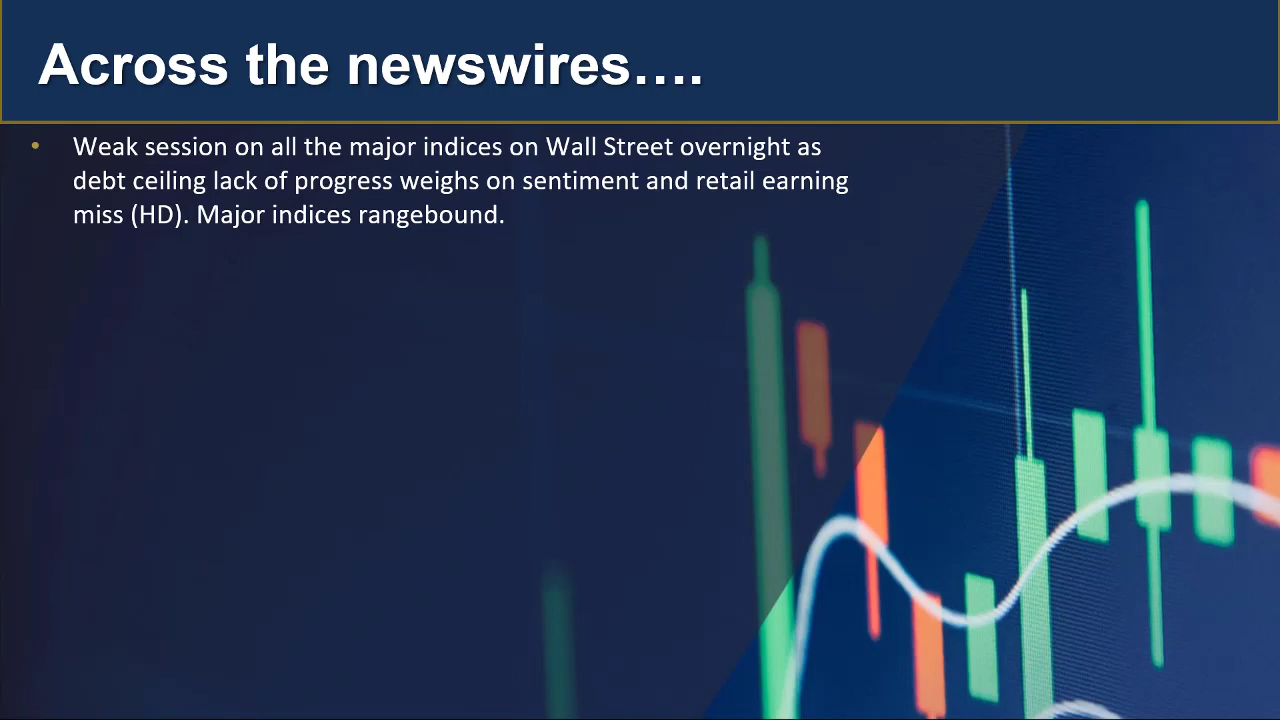 Across the newswires….
• Weak session on all the major indices on Wall Street overnight as
debt ceiling lack of progress weighs on sentiment and retail earning
miss (HD). Major indices rangebound.